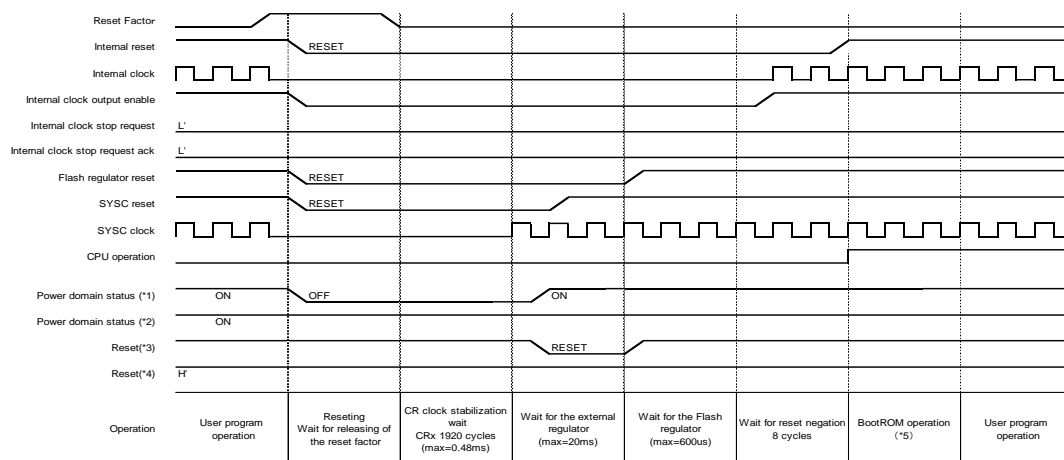 Reset Factor
Internal reset
RESET
Internal clock
Internal clock output enable
Internal clock stop request
L'
Internal clock stop request ack
L'
Flash regulator reset
RESET
SYSC reset
RESET
SYSC clock
CPU operation
Power domain status (*1)
ON
OFF
ON
Power domain status (*2)
ON
Reset(*3)
RESET
Reset(*4)
H'
Operation
User program
operation
Reseting
Wait for releasing of
the reset factor
CR clock stabilization
wait
CRx 1920 cycles
(max=0.48ms)
Wait for the external
regulator
(max=20ms)
Wait for the Flash
regulator
(max=600us)
Wait for reset negation
8 cycles
BootROM operation
(*5)
User program
operation